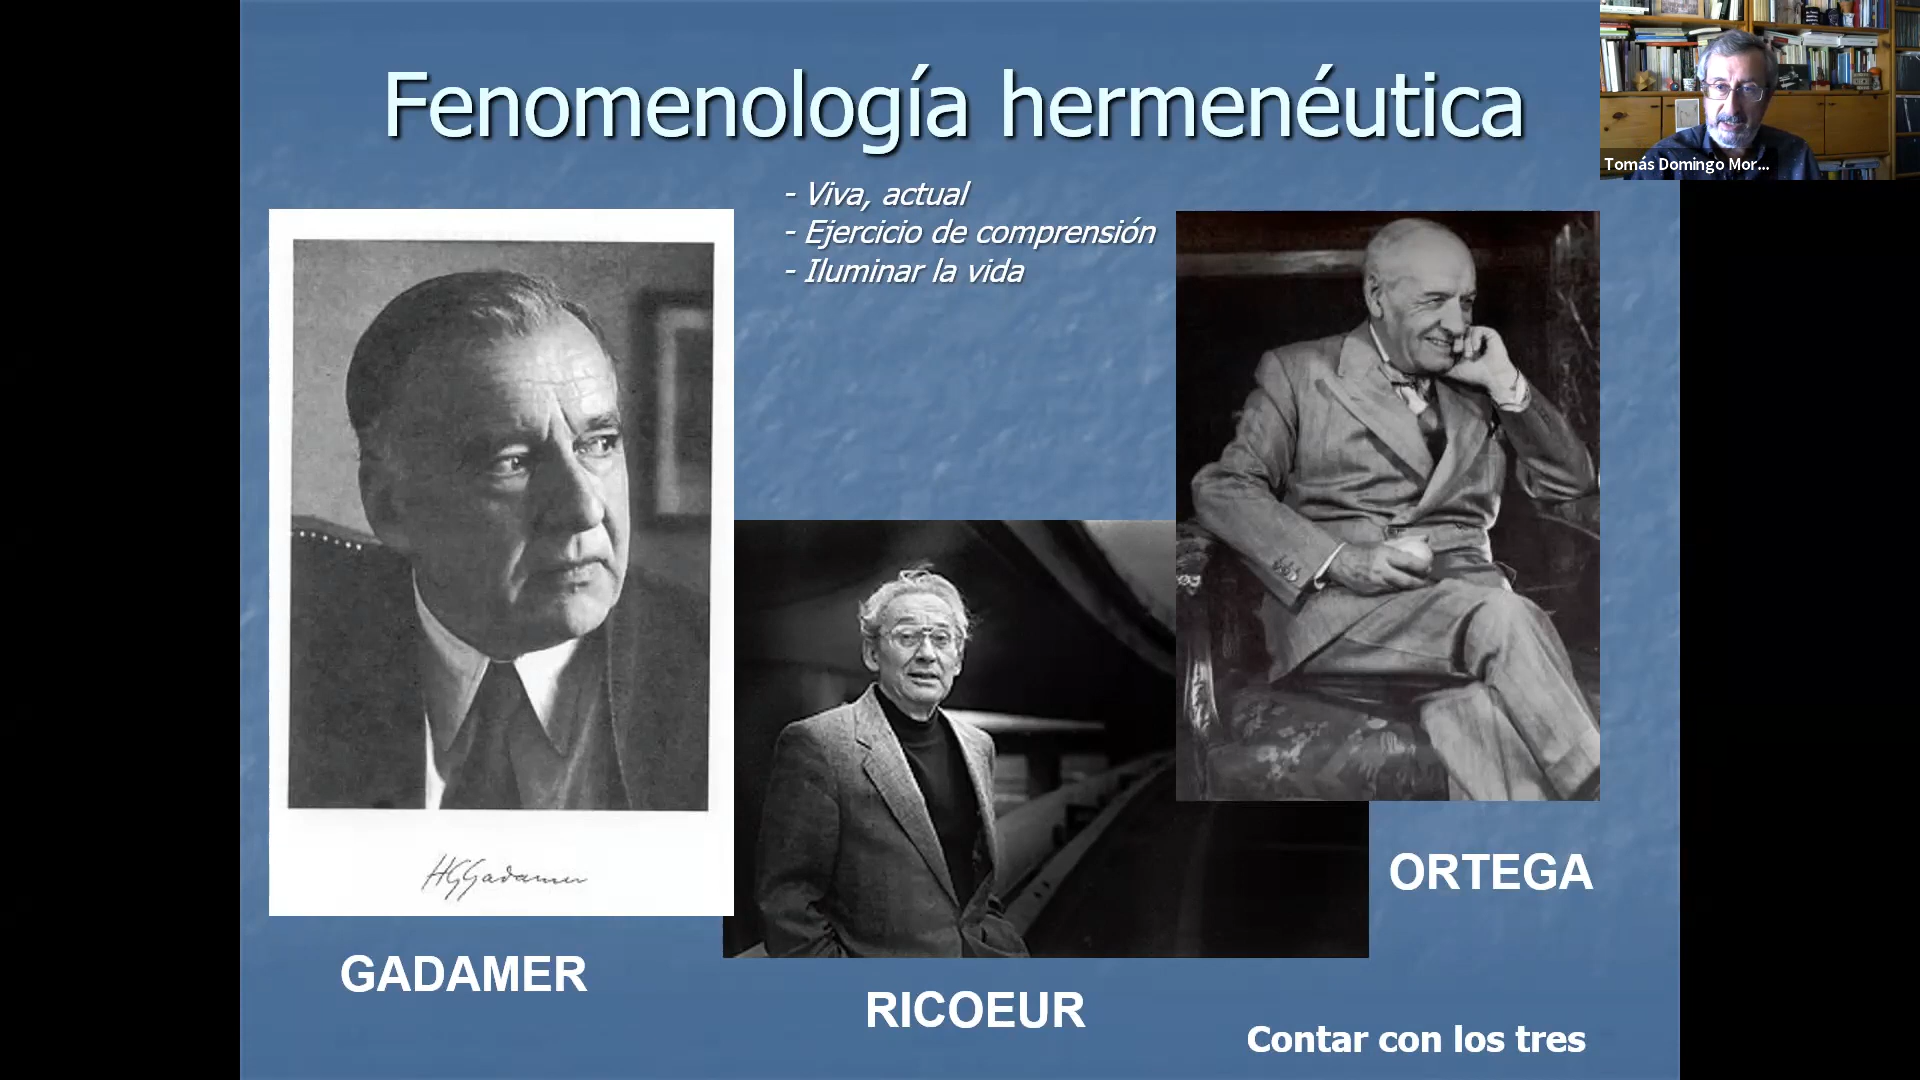 Fenomenología hermenéutica
Tomás Domingo Mor...
- Viva, actual
- Ejercicio de comprensión
- Iluminar la vida
HGGadamer
ORTEGA
GADAMER
RICOEUR
Contar con los tres